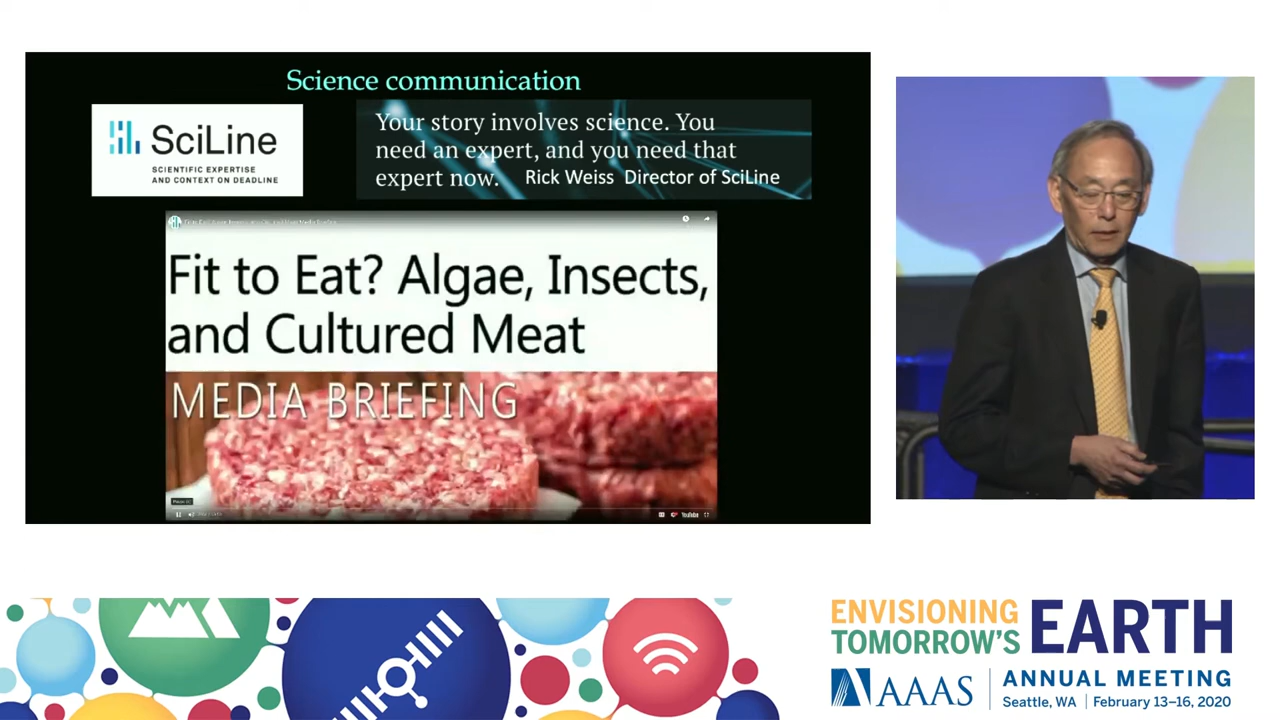 Science communication
SciLine
SCIENTIFIC EXPERTISE
AND CONTEXT ON DEADLINE
Your story involves science. You
need an expert, and you need that
expert now. Rick Weiss Director of SciLine
Fit to Eat? Algae, Insects,
and Cultured Meat
MEDIA BRIEFING
YouTube
ENVISIONING
TOMORROW'S
EARTH
AAAS
ANNUAL MEETING
Seattle, WA | February 13–16, 2020